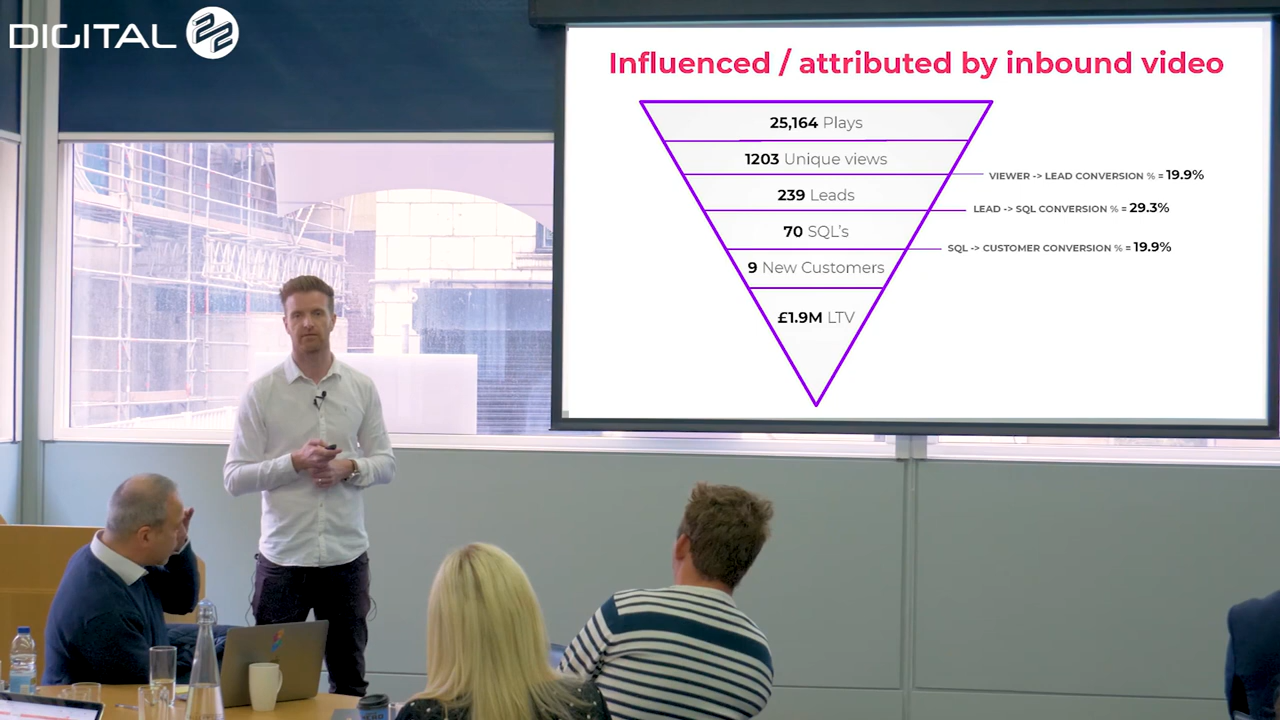 DIGITAL 22
Influenced / attributed by inbound video
25,164 Plays
1203 Unique views
VIEWER -> LEAD CONVERSION % = 19.9%
239 Leads
LEAD -> SQL CONVERSION % = 29.3%
70 SQL's
SQL -> CUSTOMER CONVERSION % = 19.9%
9 New Customers
£1.9M LTV